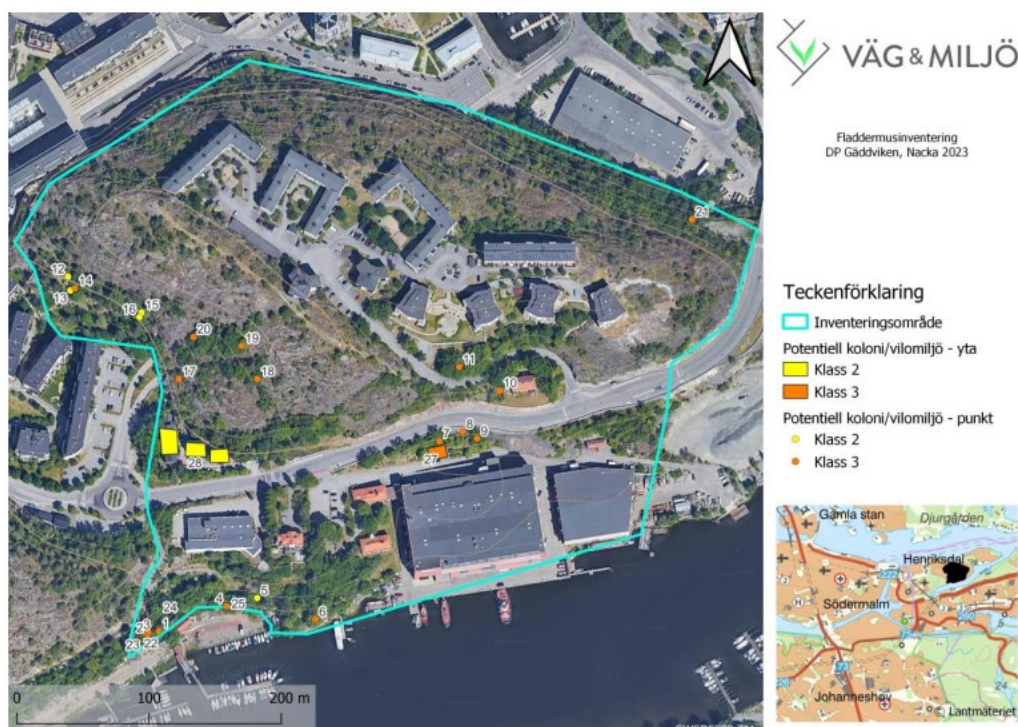 VÄG & MILJÖ
Fladdermusinventering
DP Gäddviken, Nacka 2023
Teckenförklaring
Inventeringsområde
Potentiell koloni/vilomiljö - yta
Klass 2
Klass 3
Potentiell koloni/vilomiljö - punkt
Klass 2
Klass 3
21
12
14
13
15
16
20
19
17
18
11
10
8
7
9
27
28
5
4
25
24
6
1
22
23
0
100
200 m
Gamla stan
Djurgården
Henriksdal
222
Södermalm
H
73
24
Johanneshov
© Lantmäteriet